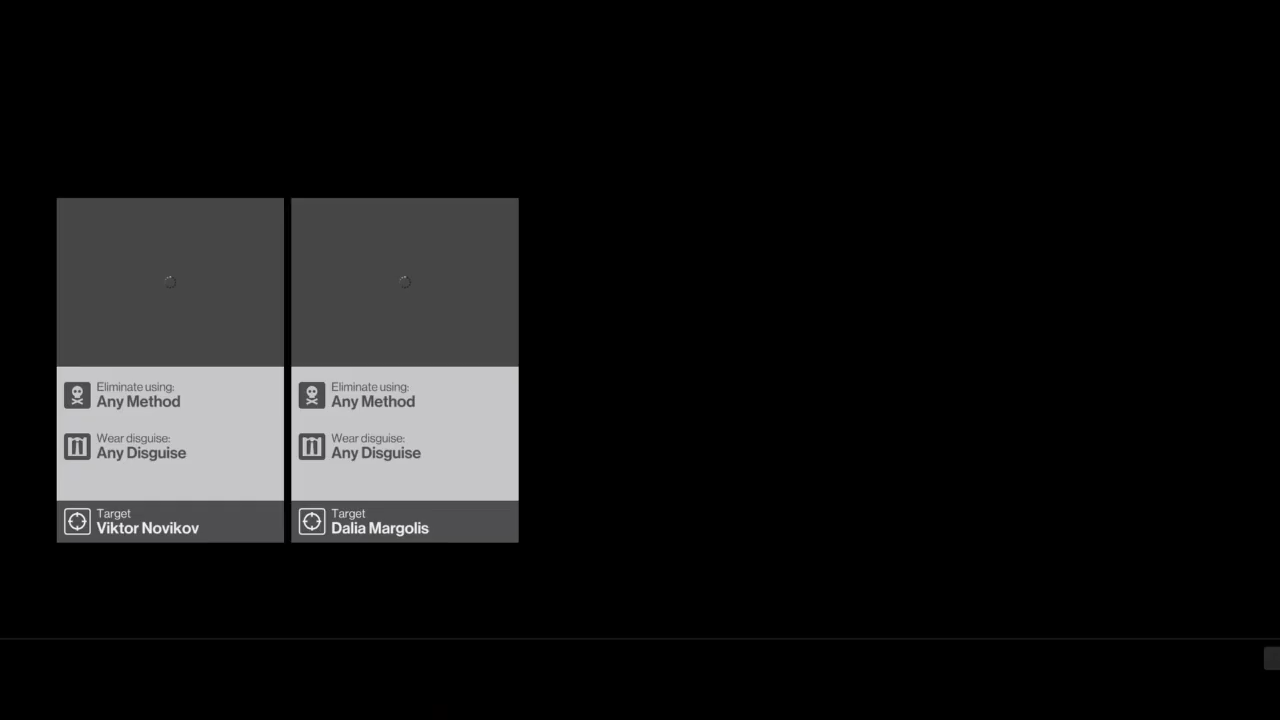 Eliminate using:
Any Method
Wear disguise:
Any Disguise
Target
Viktor Novikov
Eliminate using:
Any Method
Wear disguise:
Any Disguise
Target
Dalia Margolis